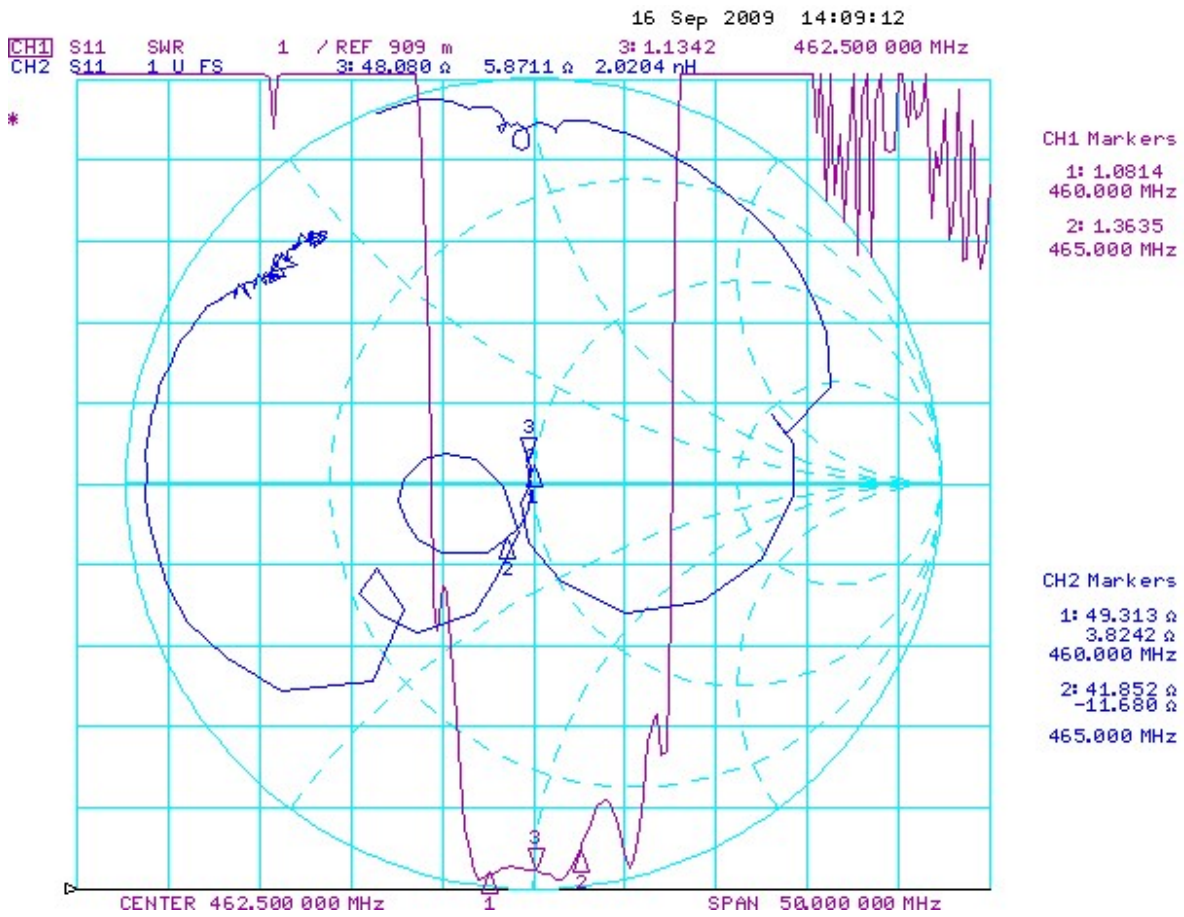 16 Sep 2009 14:09:12
CH1 S11 SWR 1 / REF 909 m 3: 1.1342 462.500 000 MHz
CH2 S11 1 U FS 3: 48.080 Ω 5.8711 Ω 2.0204 nH
*
CH1 Markers
1: 1.0814
460.000 MHz
2: 1.3635
465.000 MHz
3
1
2
CH2 Markers
1: 49.313 Ω
3.8242 Ω
460.000 MHz
2: 41.852 Ω
-11.680 Ω
465.000 MHz
3
2
1
CENTER 462.500 000 MHz SPAN 50.000 000 MHz